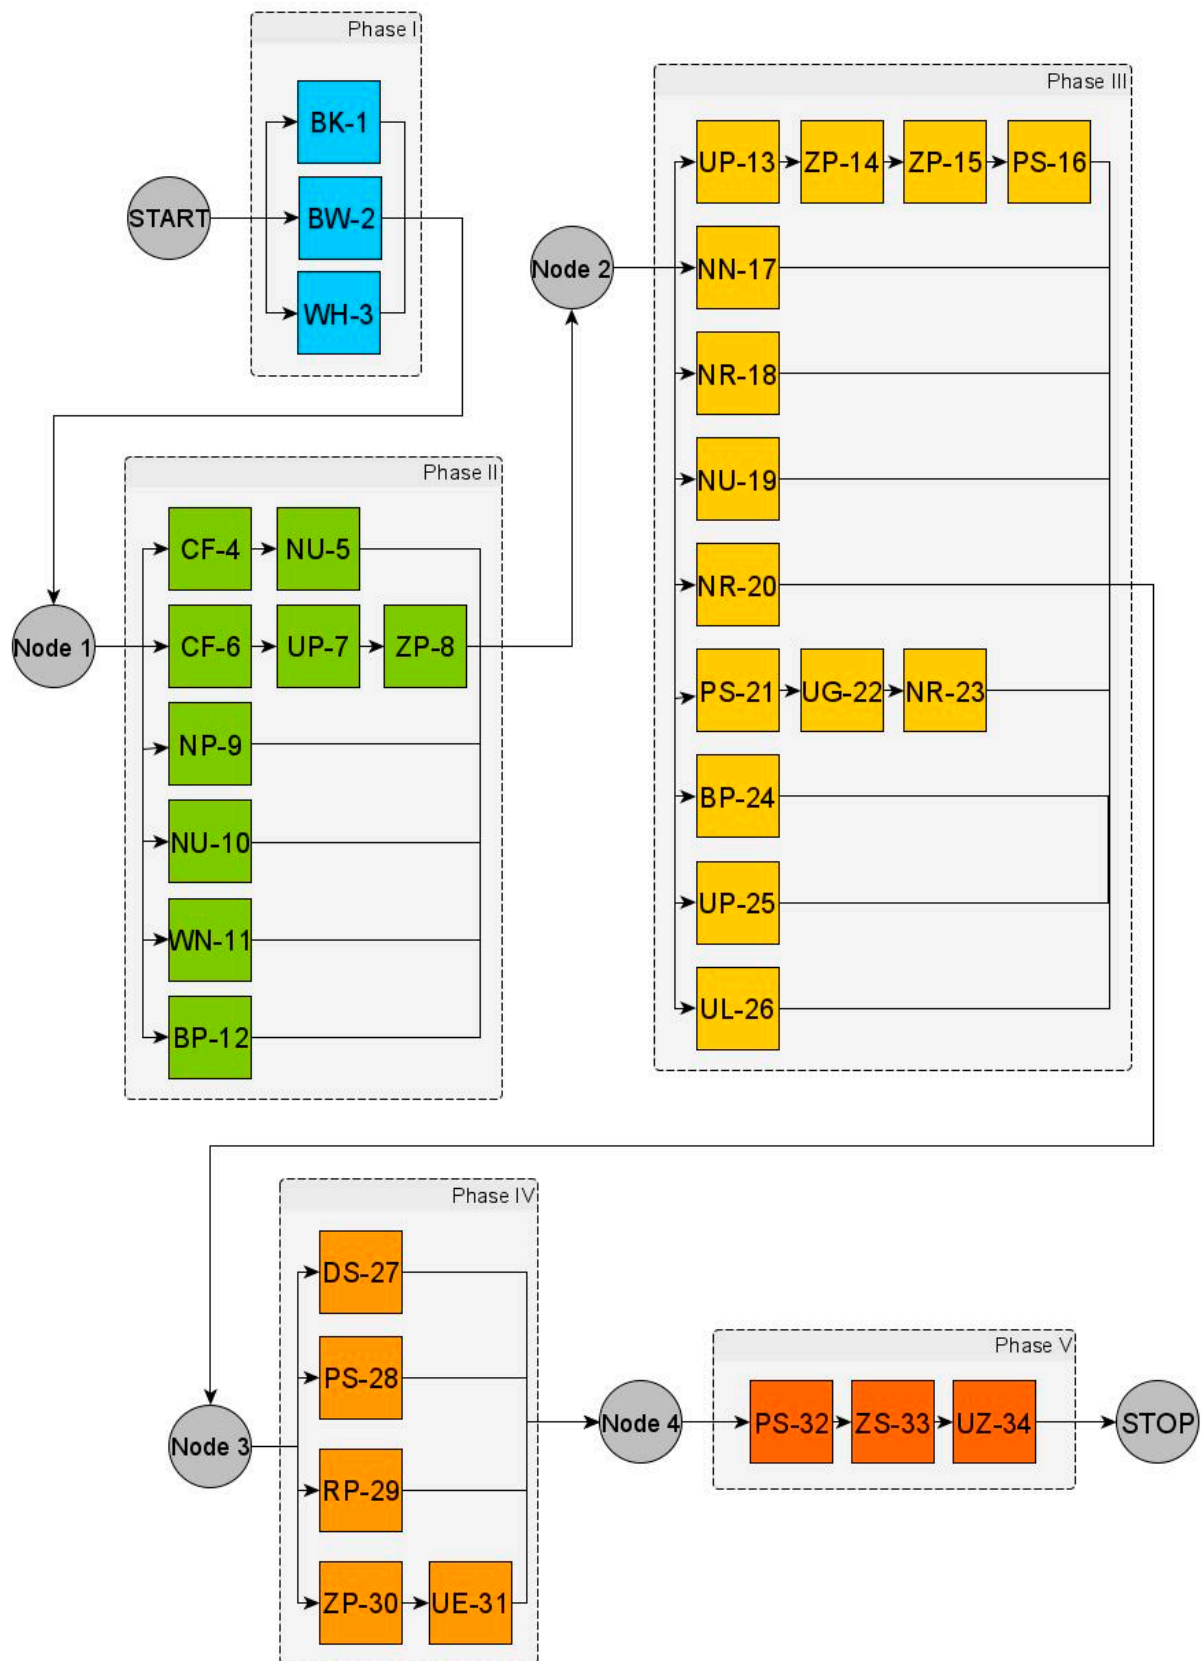 Phase I
BK-1
START
BW-2
WH-3
Phase III
UP-13 ZP-14 ZP-15 PS-16
Node 2
NN-17
NR-18
NU-19
NR-20
PS-21 UG-22 NR-23
BP-24
UP-25
UL-26
Phase II
CF-4 NU-5
Node 1
CF-6 UP-7 ZP-8
NP-9
NU-10
WN-11
BP-12
Phase IV
DS-27
PS-28
Node 3
RP-29
ZP-30 UE-31
Node 4
Phase V
PS-32 ZS-33 UZ-34
STOP